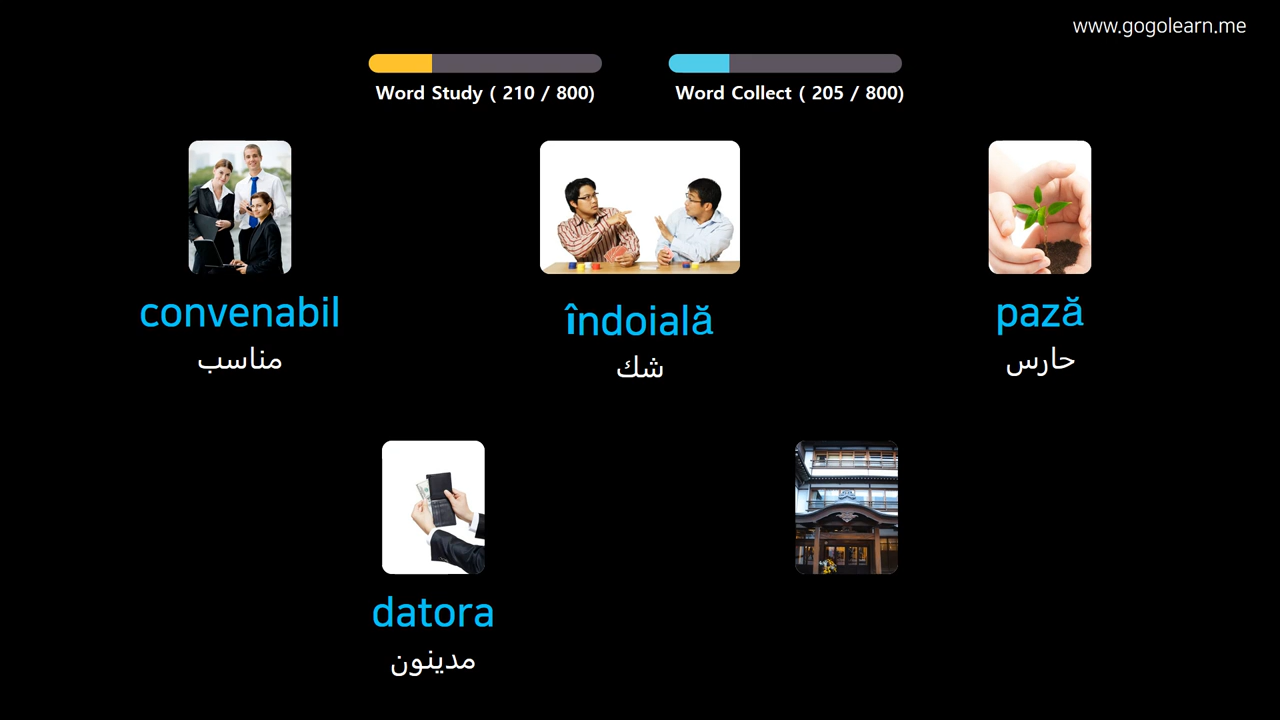 www.gogolearn.me
Word Study ( 210 / 800)
Word Collect ( 205 / 800)
convenabil
مناسب
îndoială
شك
pază
حارس
datora
مدينون